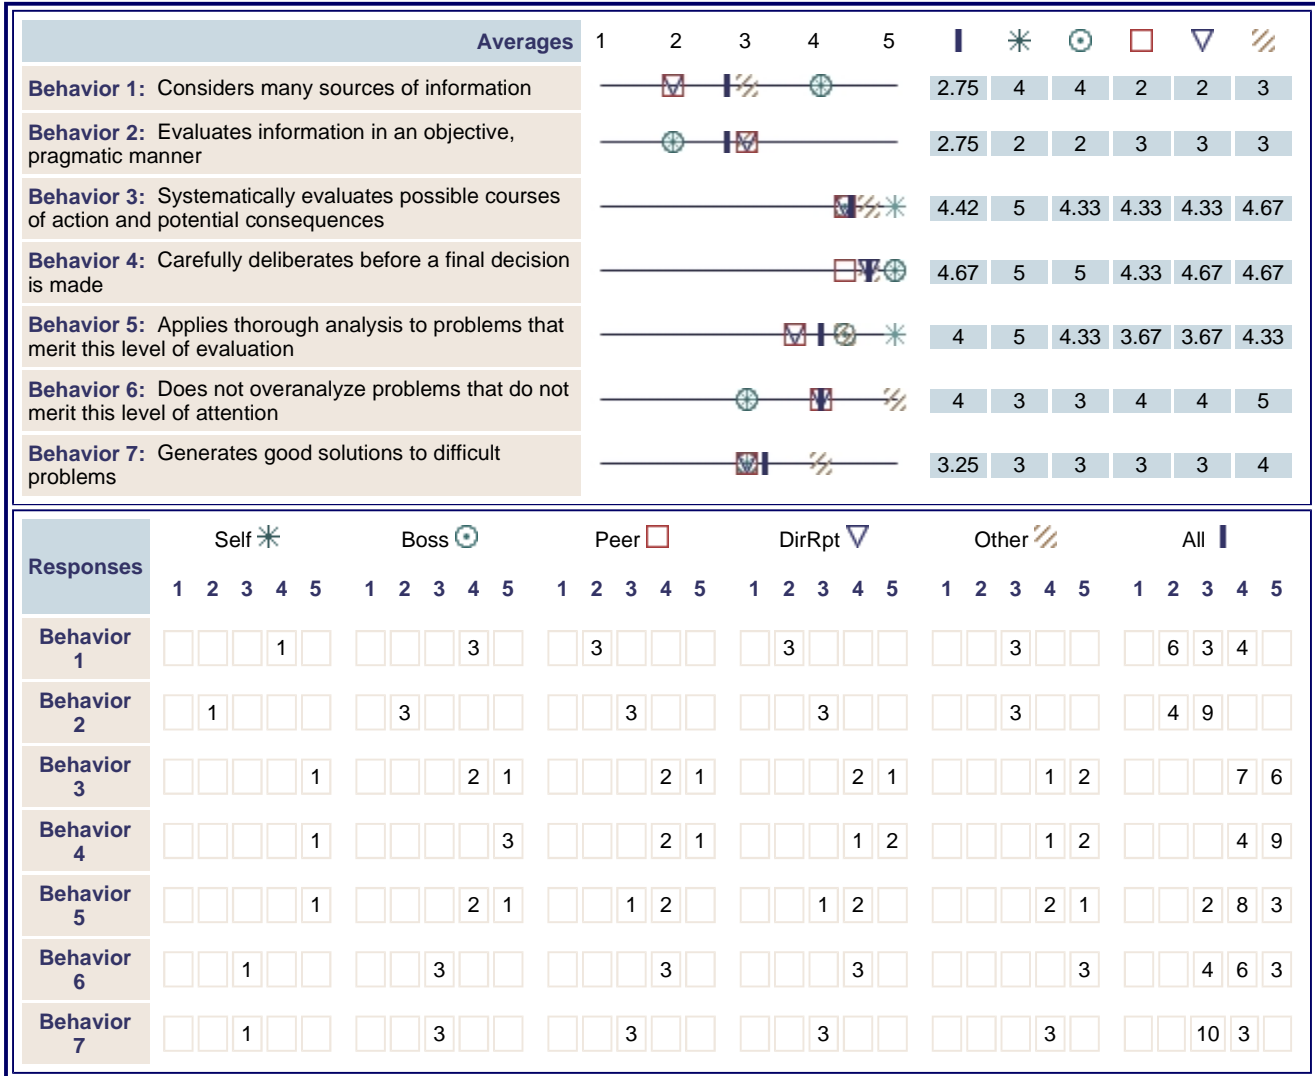 Averages 1 2 3 4 5
Behavior 1: Considers many sources of information 2.75 4 4 2 2 3
Behavior 2: Evaluates information in an objective,
pragmatic manner 2.75 2 2 3 3 3
Behavior 3: Systematically evaluates possible courses
of action and potential consequences 4.42 5 4.33 4.33 4.33 4.67
Behavior 4: Carefully deliberates before a final decision
is made 4.67 5 5 4.33 4.67 4.67
Behavior 5: Applies thorough analysis to problems that
merit this level of evaluation 4 5 4.33 3.67 3.67 4.33
Behavior 6: Does not overanalyze problems that do not
merit this level of attention 4 3 3 4 4 5
Behavior 7: Generates good solutions to difficult
problems 3.25 3 3 3 3 4
Responses Self Boss Peer DirRpt Other All
1 2 3 4 5 1 2 3 4 5 1 2 3 4 5 1 2 3 4 5 1 2 3 4 5 1 2 3 4 5
Behavior
1 1 3 3 3 3 6 3 4
Behavior
2 1 3 3 3 3 4 9
Behavior
3 1 2 1 2 1 2 1 1 2 7 6
Behavior
4 1 3 2 1 1 2 1 2 4 9
Behavior
5 1 2 1 1 2 1 2 2 1 2 8 3
Behavior
6 1 3 3 3 3 4 6 3
Behavior
7 1 3 3 3 3 10 3